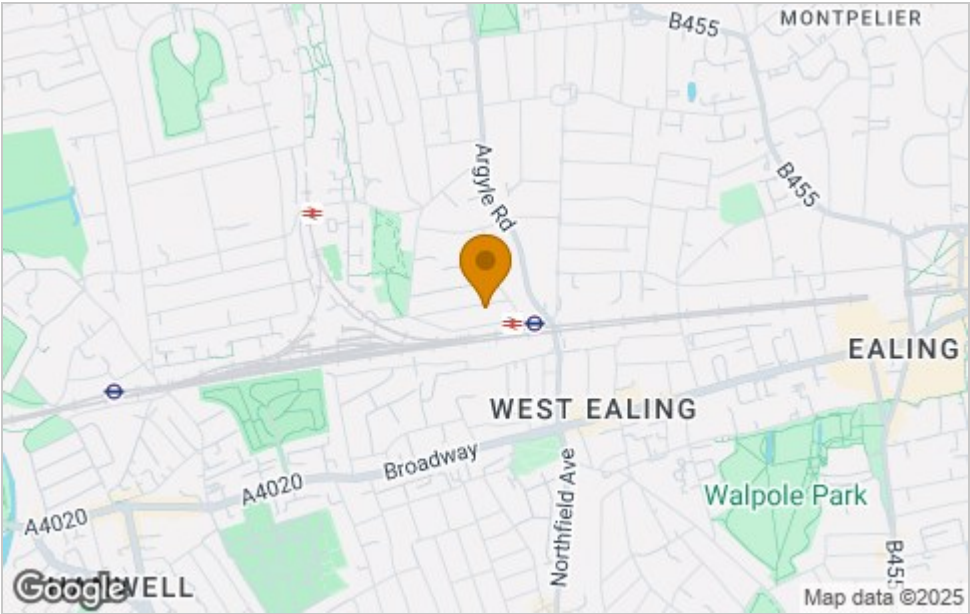 B455
MONTPELIER
Argyle Rd
B455
EALING
WEST EALING
Broadway
A4020
Walpole Park
A4020
Northfield Ave
B455
HANWELL
Google
Map data ©2025